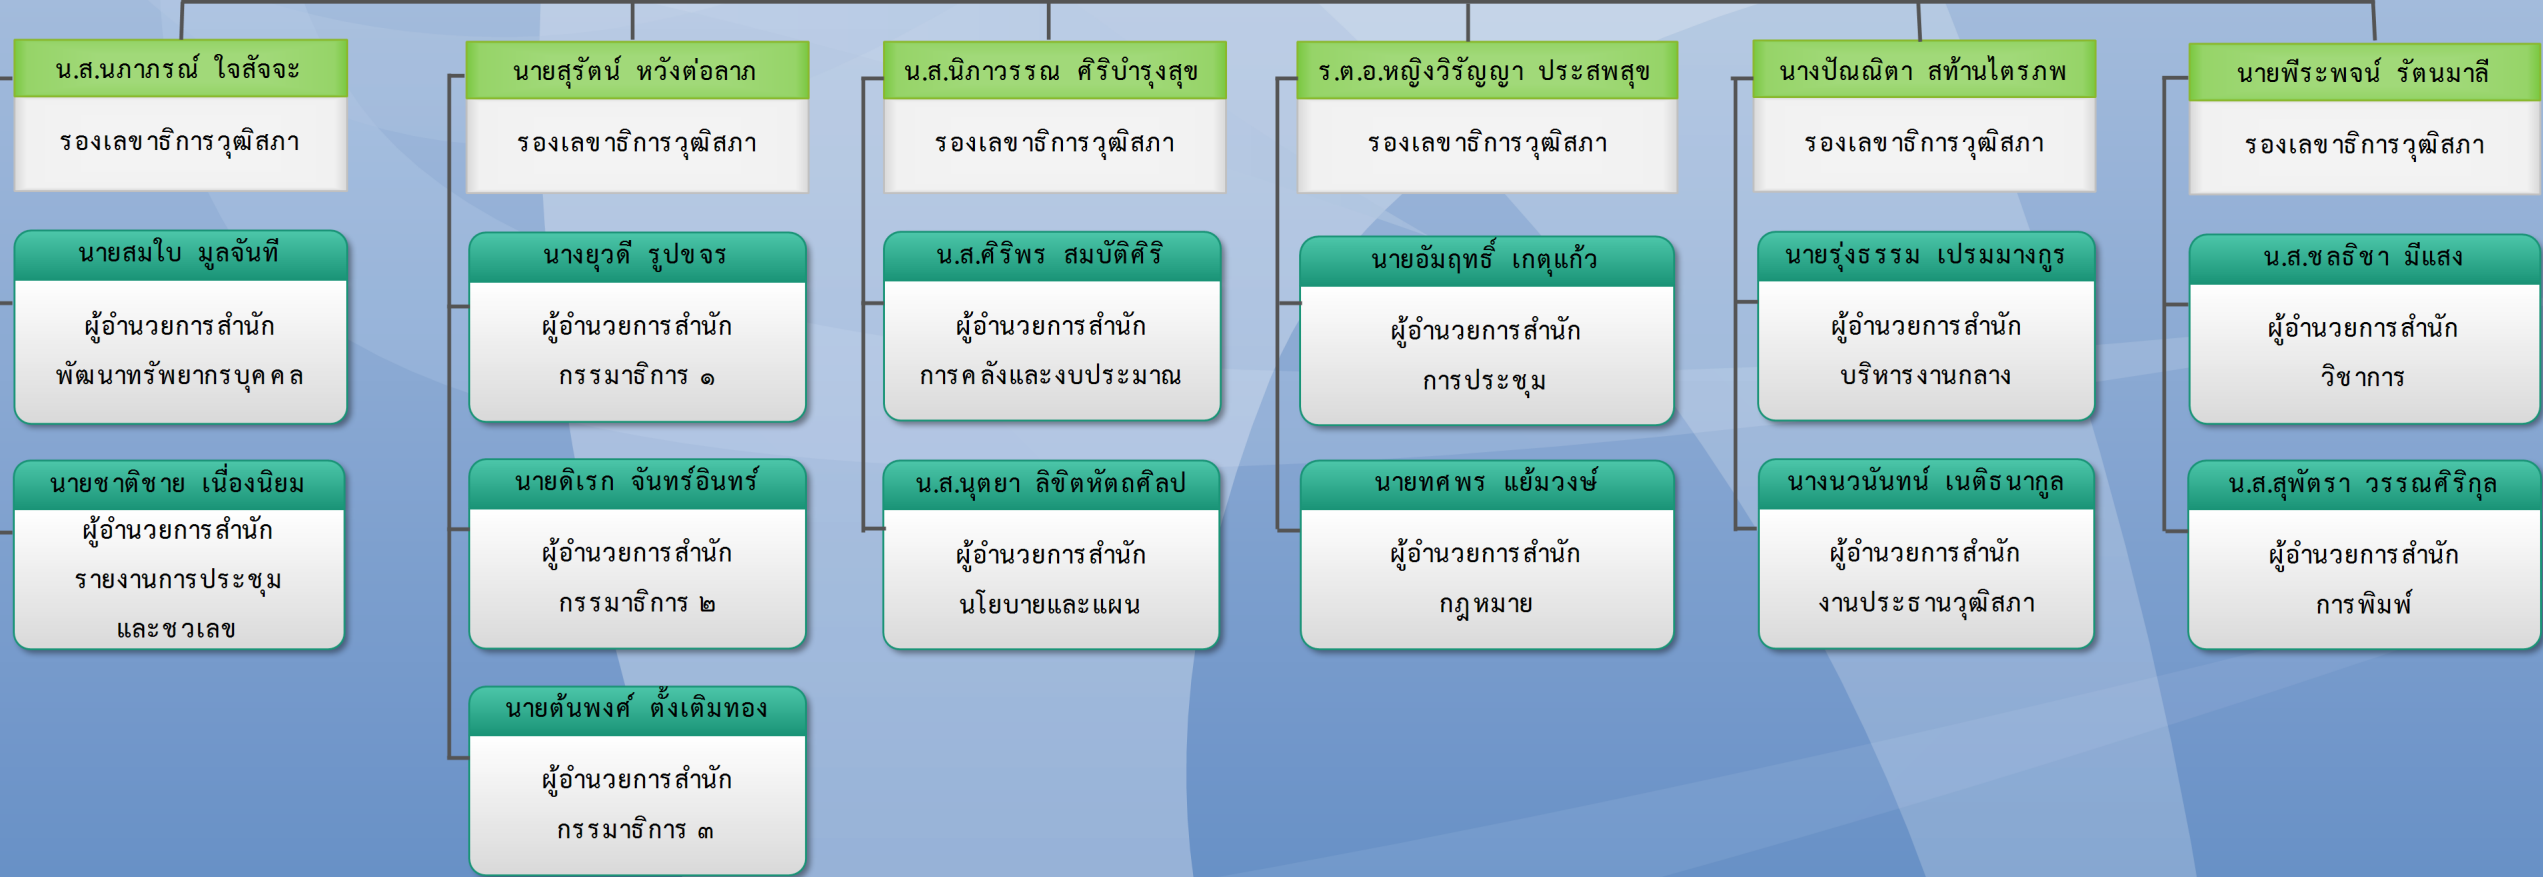 น.ส.นภาภรณ์ ใจสัจจะ
รองเลขาธิการวุฒิสภา
นายสมใบ มูลจันที
ผู้อำนวยการสำนัก
พัฒนาทรัพยากรบุคคล
นายชาติชาย เนื่องนิยม
ผู้อำนวยการสำนัก
รายงานการประชุม
และชวเลข
นายสุรัตน์ หวังต่อลาภ
รองเลขาธิการวุฒิสภา
นางยุวดี รูปขจร
ผู้อำนวยการสำนัก
กรรมาธิการ ๑
นายดิเรก จันทร์อินทร์
ผู้อำนวยการสำนัก
กรรมาธิการ ๒
นายต้นพงศ์ ตั้งเติมทอง
ผู้อำนวยการสำนัก
กรรมาธิการ ๓
น.ส.นิภาวรรณ ศิริบำรุงสุข
รองเลขาธิการวุฒิสภา
น.ส.ศิริพร สมบัติศิริ
ผู้อำนวยการสำนัก
การคลังและงบประมาณ
น.ส.นุตยา ลิขิตหัตถศิลป
ผู้อำนวยการสำนัก
นโยบายและแผน
ร.ต.อ.หญิงวิรัญญา ประสพสุข
รองเลขาธิการวุฒิสภา
นายอัมฤทธิ์ เกตุแก้ว
ผู้อำนวยการสำนัก
การประชุม
นายทศพร แย้มวงษ์
ผู้อำนวยการสำนัก
กฎหมาย
นางปัณณิตา สท้านไตรภพ
รองเลขาธิการวุฒิสภา
นายรุ่งธรรม เปรมมางกูร
ผู้อำนวยการสำนัก
บริหารงานกลาง
นางนวนันทน์ เนติธนากูล
ผู้อำนวยการสำนัก
งานประธานวุฒิสภา
นายพีระพจน์ รัตนมาลี
รองเลขาธิการวุฒิสภา
น.ส.ชลธิชา มีแสง
ผู้อำนวยการสำนัก
วิชาการ
น.ส.สุพัตรา วรรณศิริกุล
ผู้อำนวยการสำนัก
การพิมพ์